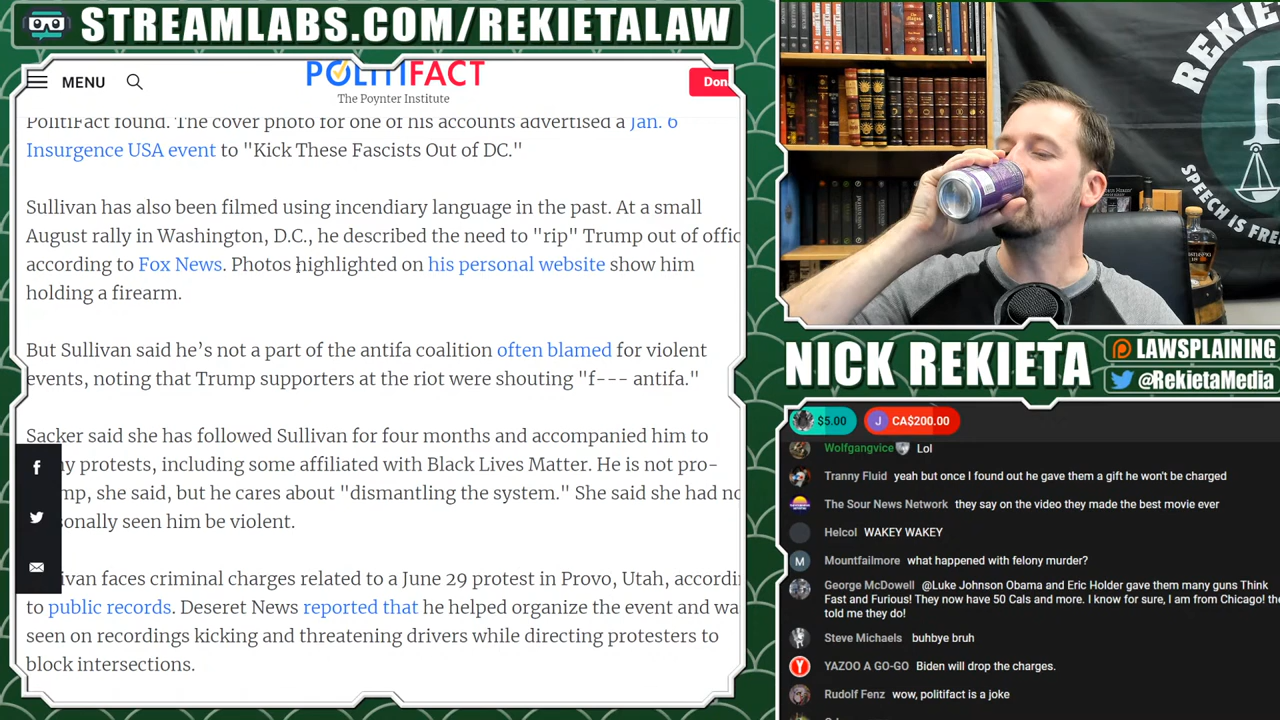 STREAMLABS.COM/REKIETALAW
MENU
POLITIFACT
The Poynter Institute
Don
PolitiFact found. The cover photo for one of his accounts advertised a Jan. 6
Insurgence USA event to "Kick These Fascists Out of DC."
Sullivan has also been filmed using incendiary language in the past. At a small
August rally in Washington, D.C., he described the need to "rip" Trump out of offic
according to Fox News. Photos highlighted on his personal website show him
holding a firearm.
But Sullivan said he's not a part of the antifa coalition often blamed for violent
events, noting that Trump supporters at the riot were shouting "f--- antifa."
Sacker said she has followed Sullivan for four months and accompanied him to
ny protests, including some affiliated with Black Lives Matter. He is not pro-
mp, she said, but he cares about "dismantling the system." She said she had no
sonally seen him be violent.
ivan faces criminal charges related to a June 29 protest in Provo, Utah, accordin
to public records. Deseret News reported that he helped organize the event and wa
seen on recordings kicking and threatening drivers while directing protesters to
block intersections.
REKIE
SPEECH IS FRE
NICK REKIETA
LAWSPLAINING
@RekietaMedia
$5.00
J CA$200.00
Wolfgangvice Lol
Tranny Fluid yeah but once I found out he gave them a gift he won't be charged
The Sour News Network they say on the video they made the best movie ever
Helcol WAKEY WAKEY
M Mountfailmore what happened with felony murder?
George McDowell @Luke Johnson Obama and Eric Holder gave them many guns Think
Fast and Furious! They now have 50 Cals and more. I know for sure, I am from Chicago! the
told me they do!
Steve Michaels buhbye bruh
YAZOO A GO-GO Biden will drop the charges.
Rudolf Fenz wow, politifact is a joke